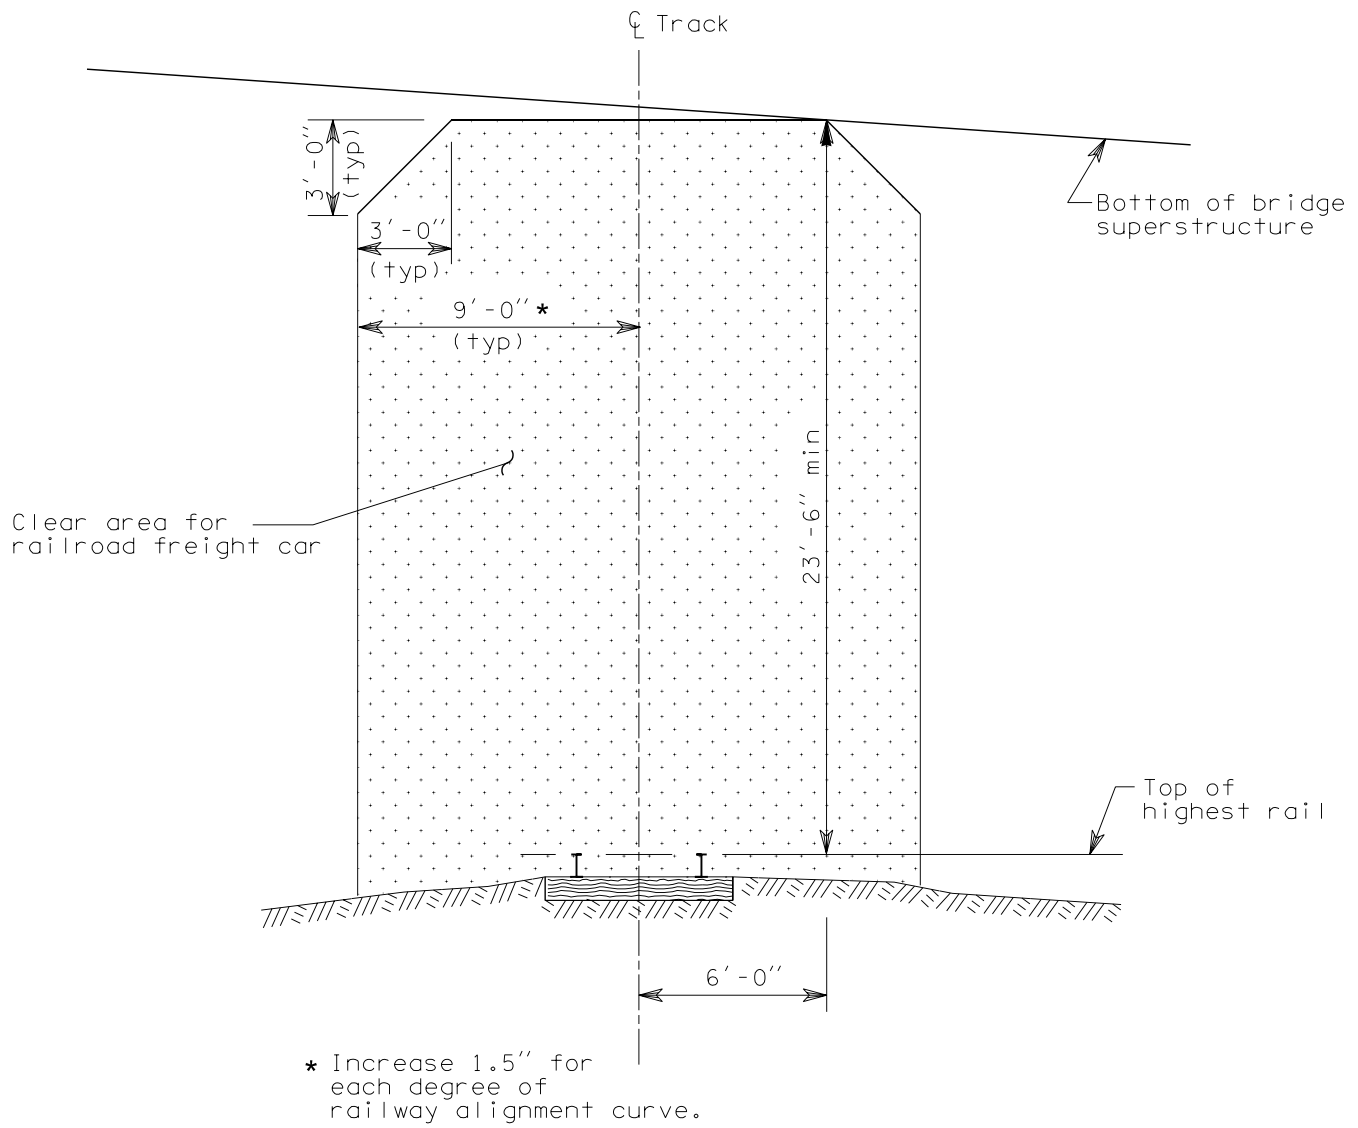 ℄ Track
3'-0"
(typ)
Bottom of bridge
superstructure
3'-0"
(typ)
9'-0"*
(typ)
23'-6" min
Clear area for
railroad freight car
Top of
highest rail
6'-0"
* Increase 1.5" for
each degree of
railway alignment curve.